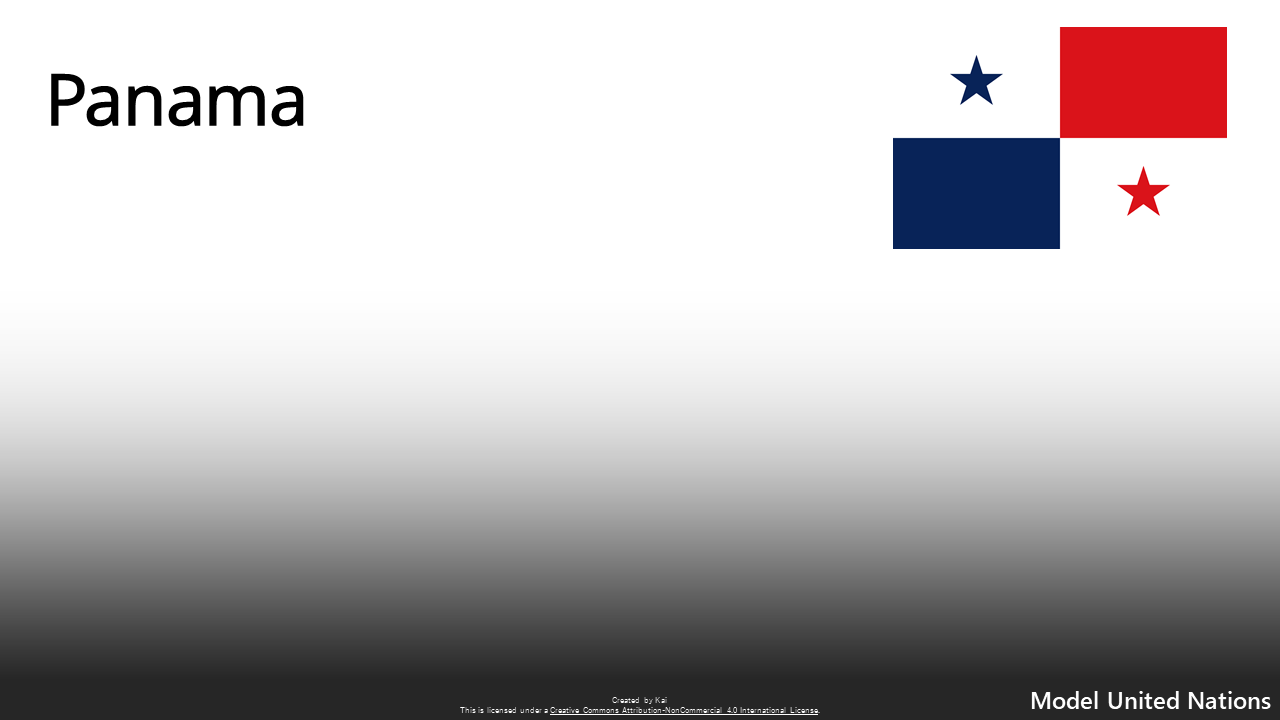 Panama
Created by Kai
This is licensed under a Creative Commons Attribution-NonCommercial 4.0 International License.
Model United Nations